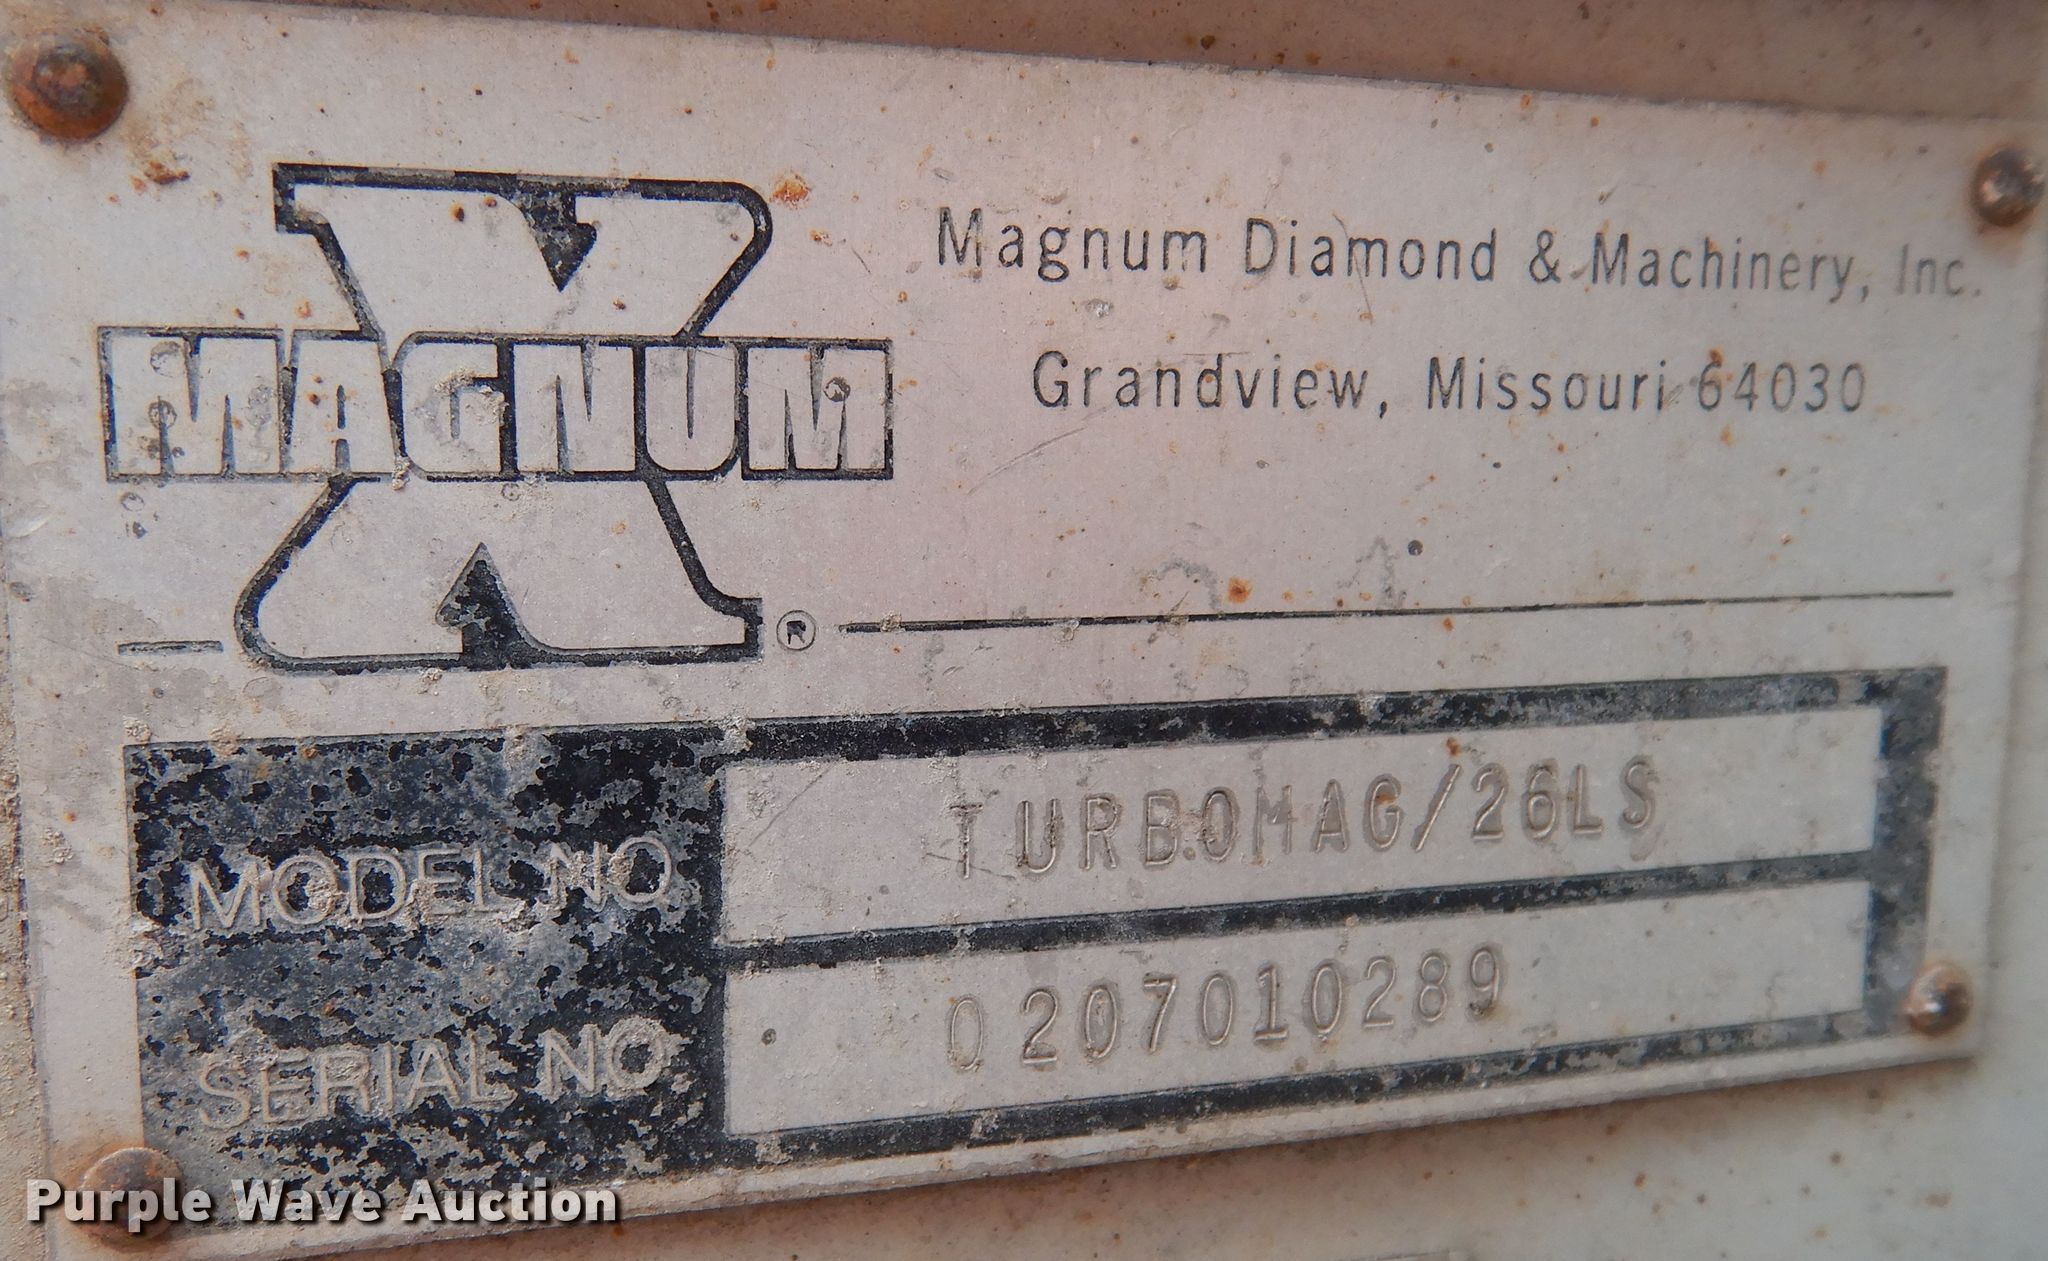 MAGNUM
®
Magnum Diamond & Machinery, Inc.
Grandview, Missouri 64030
MODEL NO. TURBOMAG/26LS
SERIAL NO. 0207010289
Purple Wave Auction